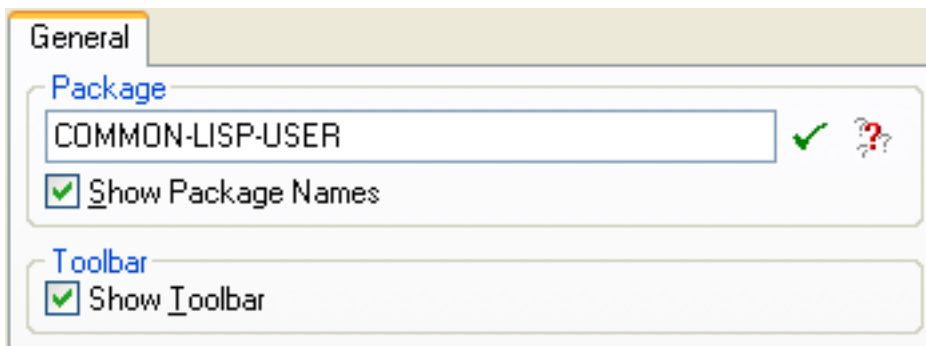 General
Package
COMMON-LISP-USER
Show Package Names
Toolbar
Show Toolbar